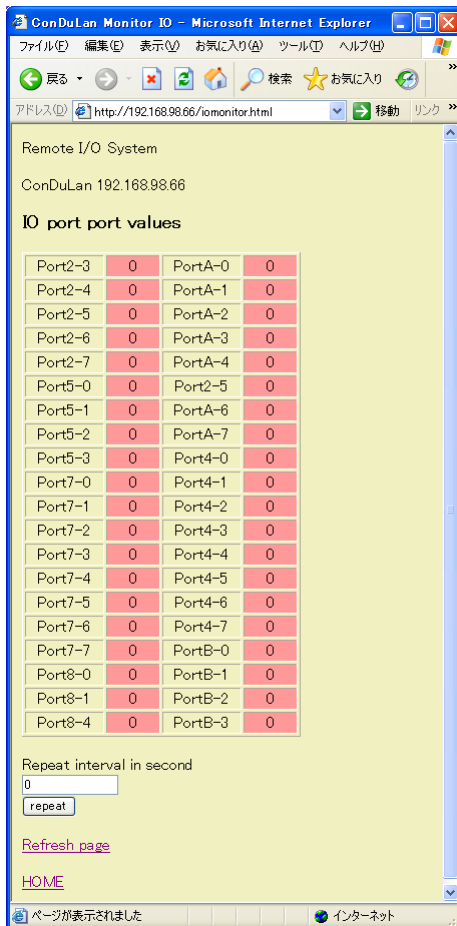 ConDuLan Monitor IO - Microsoft Internet Explorer
ファイル(F) 編集(E) 表示(V) お気に入り(A) ツール(T) ヘルプ(H)
戻る 検索 お気に入り »
アドレス(D) http://192.168.98.66/iomonitor.html 移動 リンク »
Remote I/O System
ConDuLan 192.168.98.66
IO port port values
Port2-3 0 PortA-0 0
Port2-4 0 PortA-1 0
Port2-5 0 PortA-2 0
Port2-6 0 PortA-3 0
Port2-7 0 PortA-4 0
Port5-0 0 Port2-5 0
Port5-1 0 PortA-6 0
Port5-2 0 PortA-7 0
Port5-3 0 Port4-0 0
Port7-0 0 Port4-1 0
Port7-1 0 Port4-2 0
Port7-2 0 Port4-3 0
Port7-3 0 Port4-4 0
Port7-4 0 Port4-5 0
Port7-5 0 Port4-6 0
Port7-6 0 Port4-7 0
Port7-7 0 PortB-0 0
Port8-0 0 PortB-1 0
Port8-1 0 PortB-2 0
Port8-4 0 PortB-3 0
Repeat interval in second
0
repeat
Refresh page
HOME
ページが表示されました インターネット